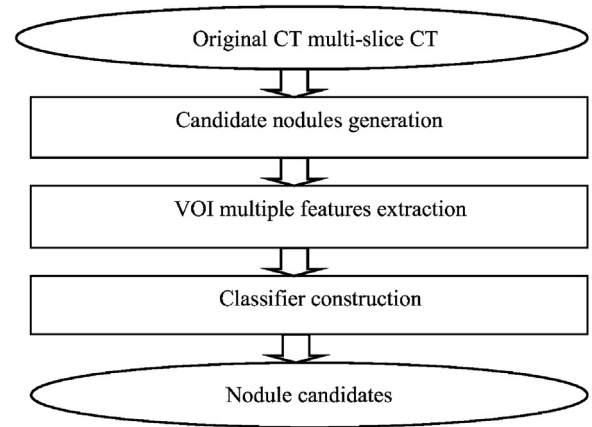 Original CT multi-slice CT
Candidate nodules generation
VOI multiple features extraction
Classifier construction
Nodule candidates